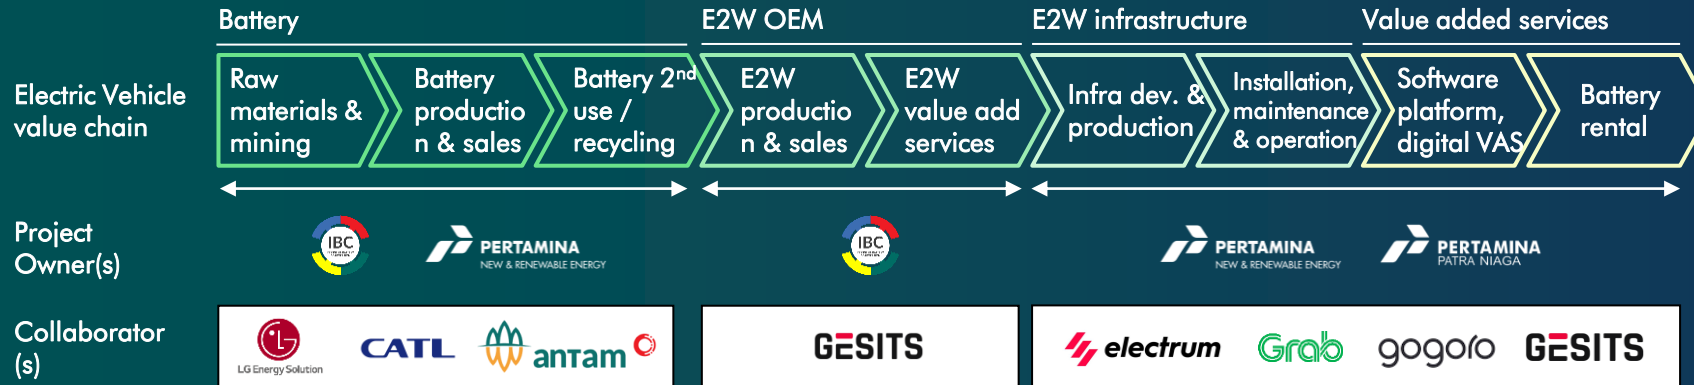 Battery
E2W OEM
E2W infrastructure
Value added services
Electric Vehicle
value chain
Raw
materials &
mining
Battery
productio
n & sales
Battery 2nd
use /
recycling
E2W
productio
n & sales
E2W
value add
services
Infra dev. &
production
Installation,
maintenance
& operation
Software
platform,
digital VAS
Battery
rental
Project
Owner(s)
IBC
PERTAMINA
NEW & RENEWABLE ENERGY
IBC
PERTAMINA
NEW & RENEWABLE ENERGY
PERTAMINA
PATRA NIAGA
Collaborator
(s)
LG Energy Solution
CATL
antam
GESITS
electrum
Grab
gogoro
GESITS